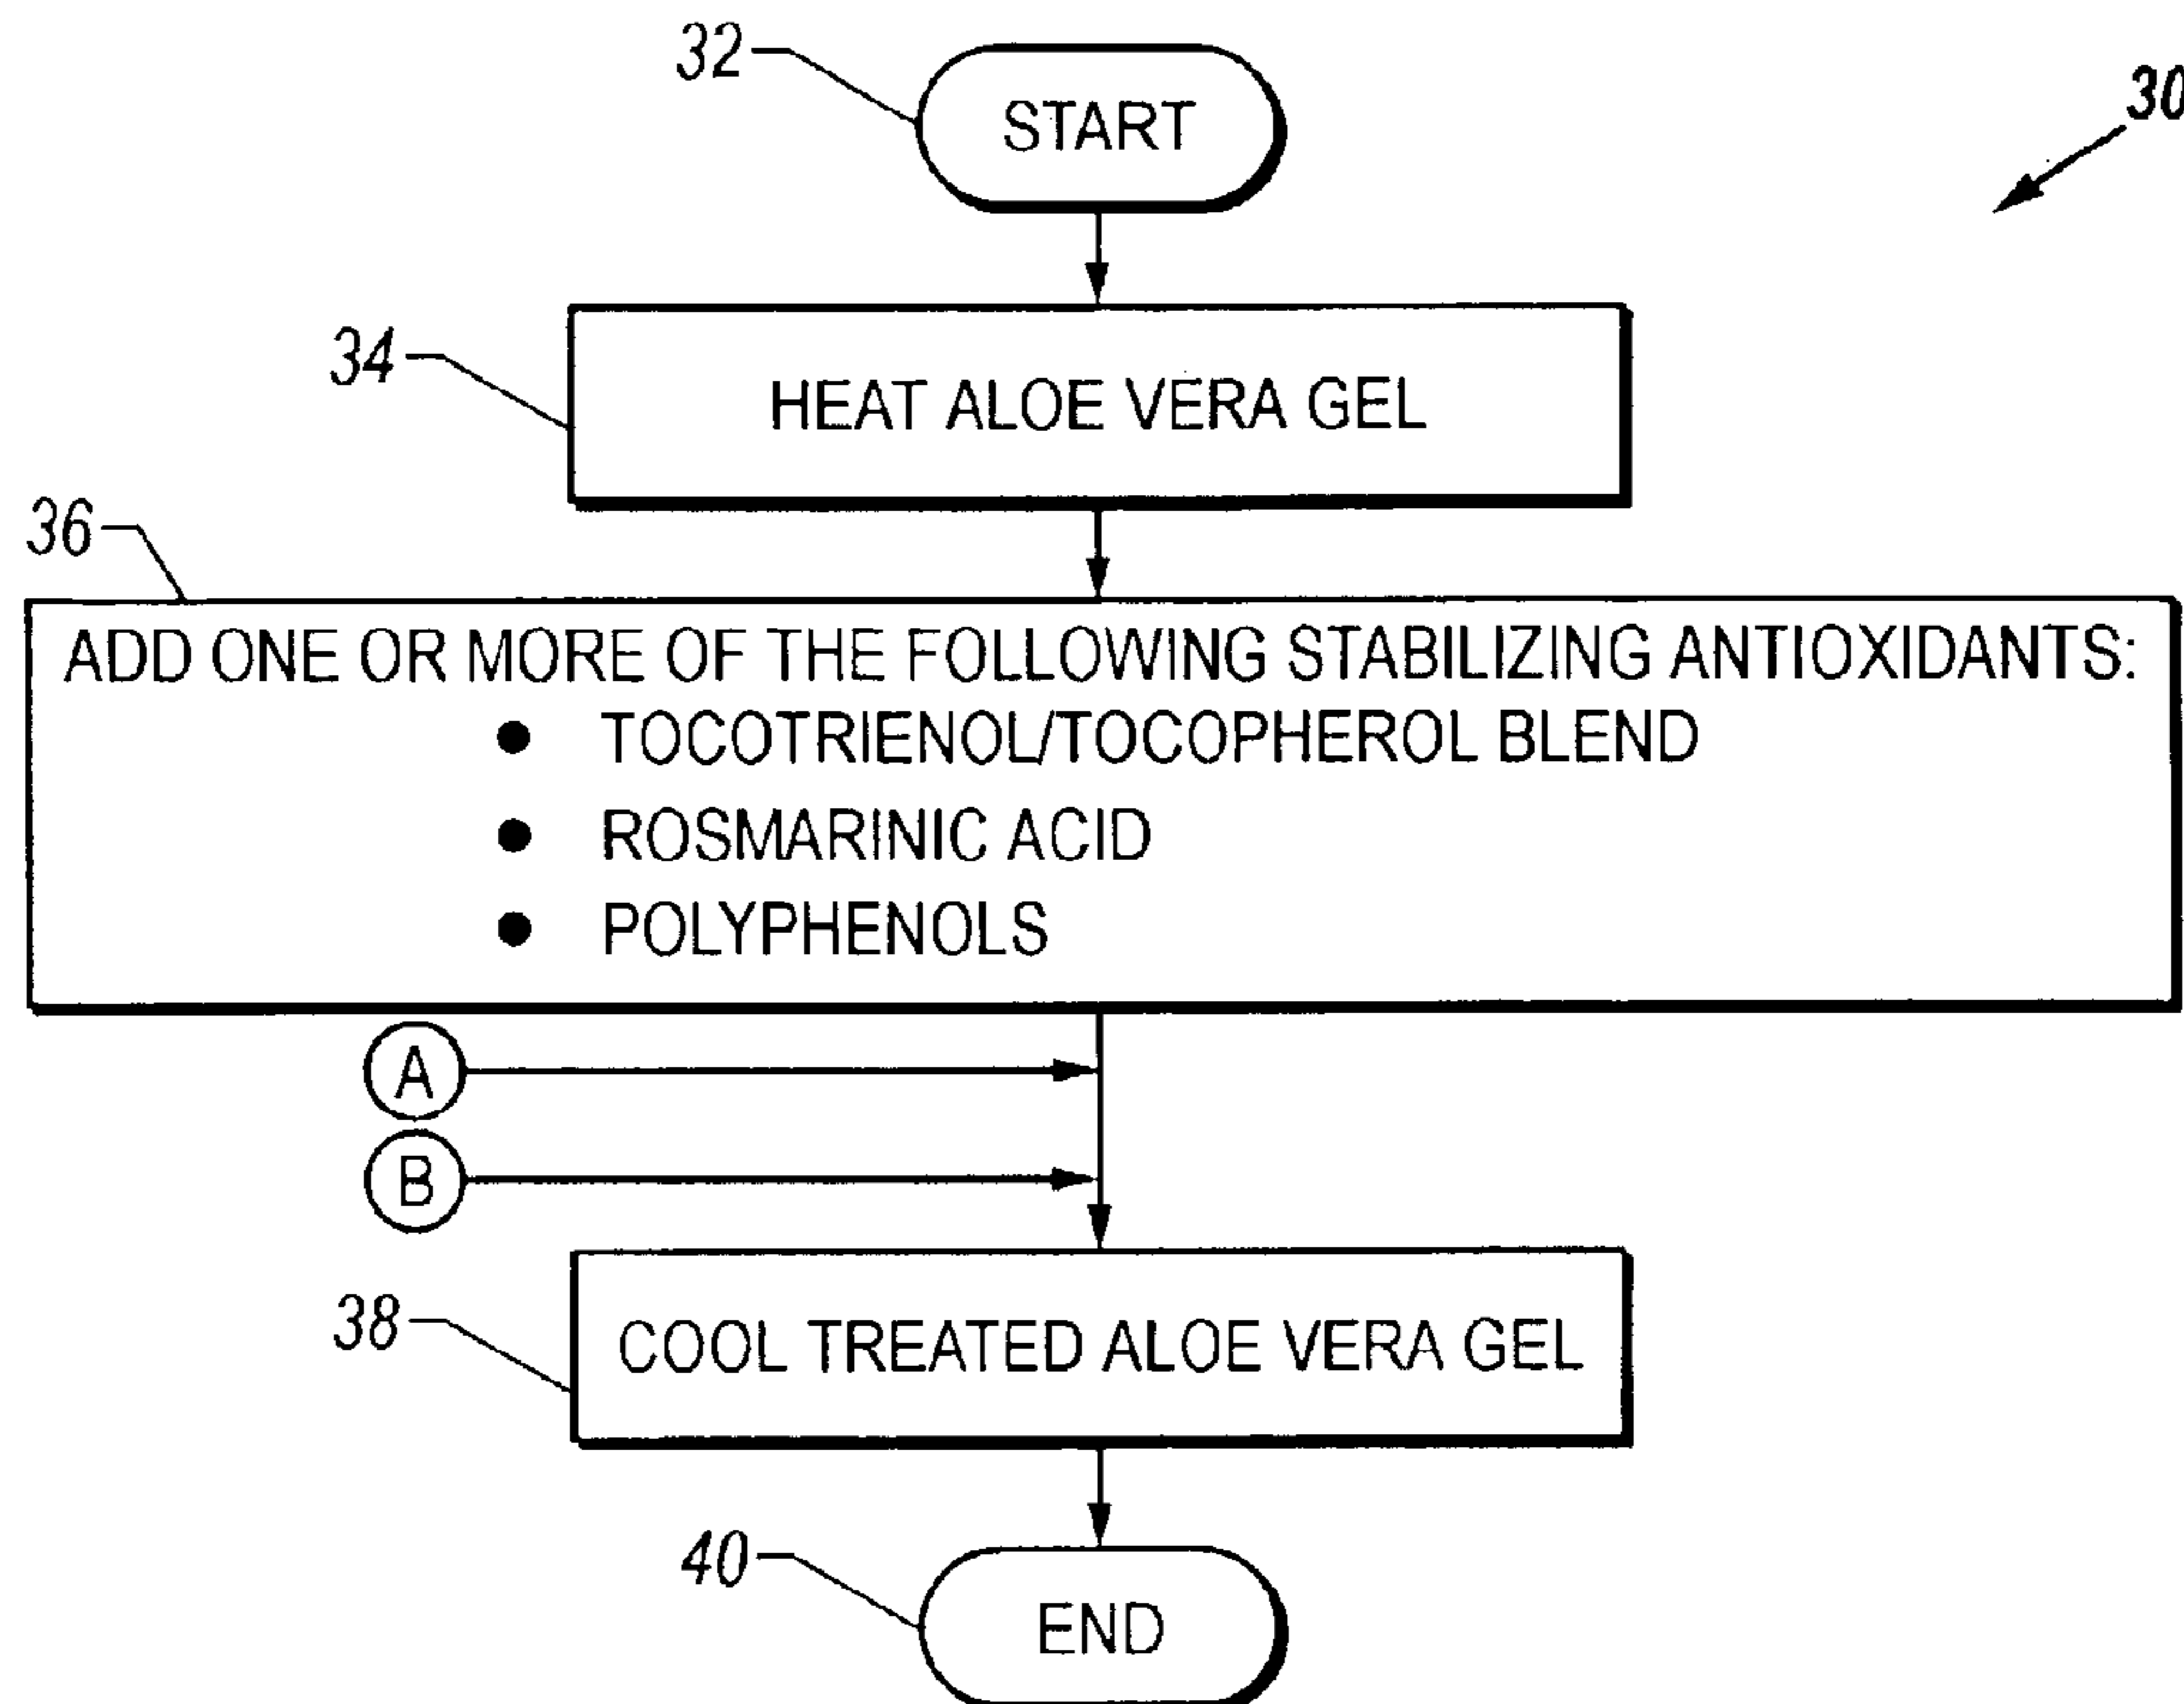 32
START
30
34
HEAT ALOE VERA GEL
36
ADD ONE OR MORE OF THE FOLLOWING STABILIZING ANTIOXIDANTS:
● TOCOTRIENOL/TOCOPHEROL BLEND
● ROSMARINIC ACID
● POLYPHENOLS
A
B
38
COOL TREATED ALOE VERA GEL
40
END